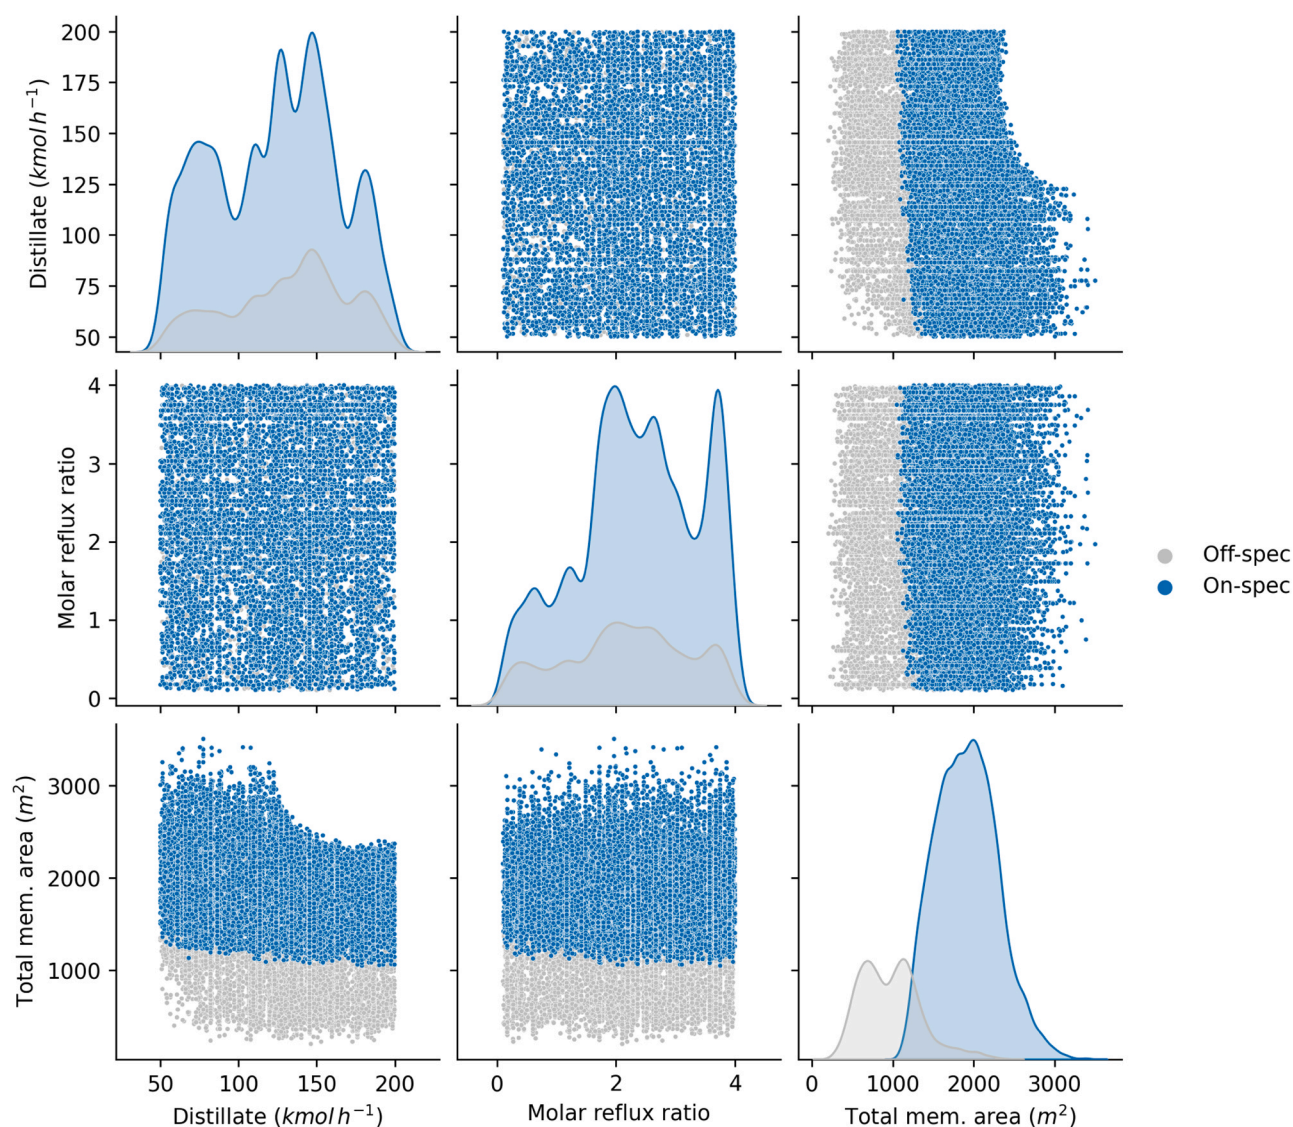 200
175
150
125
100
75
50
Distillate (kmol h⁻¹)
4
3
2
1
0
Molar reflux ratio
Off-spec
On-spec
3000
2000
1000
Total mem. area (m²)
50 100 150 200
0 2 4
0 1000 2000 3000
Distillate (kmol h⁻¹)
Molar reflux ratio
Total mem. area (m²)